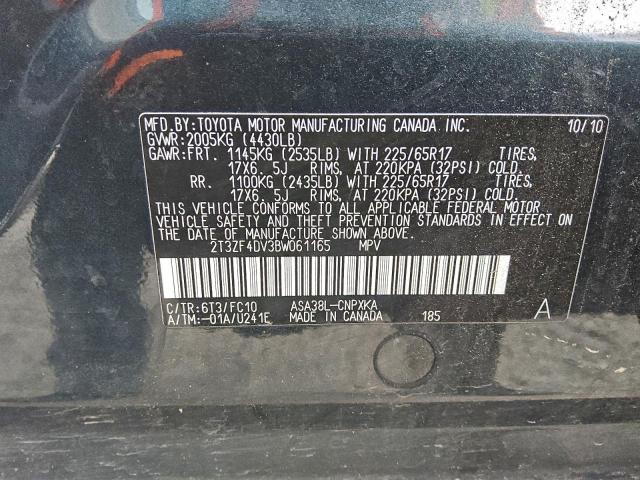 MFD.BY:TOYOTA MOTOR MANUFACTURING CANADA INC. 10/10
GVWR:2005KG (4430LB)
GAWR:FRT. 1145KG (2535LB) WITH 225/65R17 TIRES,
17X6. 5J RIMS, AT 220KPA (32PSI) COLD.
RR. 1100KG (2435LB) WITH 225/65R17 TIRES,
17X6. 5J RIMS, AT 220KPA (32PSI) COLD.
THIS VEHICLE CONFORMS TO ALL APPLICABLE FEDERAL MOTOR
VEHICLE SAFETY AND THEFT PREVENTION STANDARDS IN EFFECT ON
THE DATE OF MANUFACTURE SHOWN ABOVE.
2T3ZF4DV3BW061165 MPV
C/TR:6T3/FC10 ASA38L-CNPXKA
A/TM:-01A/U241E MADE IN CANADA 185 A